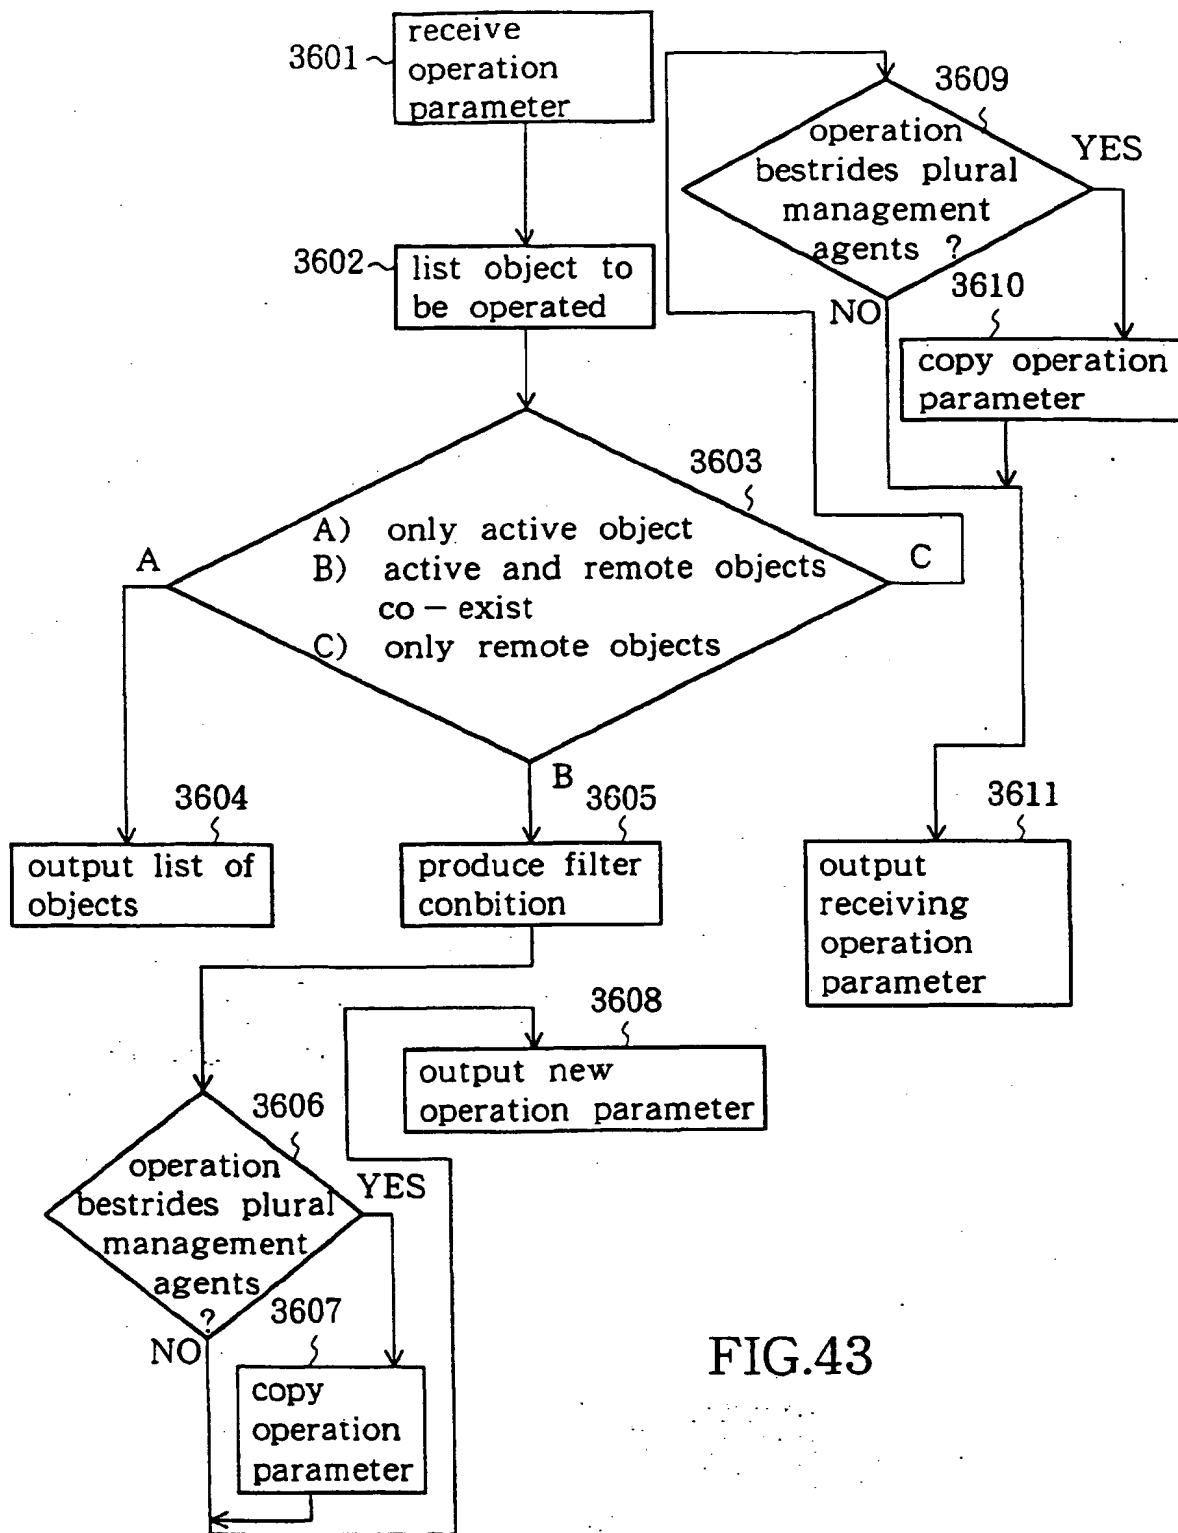 3601
receive
operation
parameter
3602
list object to
be operated
3603
A) only active object
B) active and remote objects
co-exist
C) only remote objects
A
B
C
3604
output list of
objects
3605
produce filter
conbition
3606
operation
bestrides plural
management
agents
?
YES
NO
3607
copy
operation
parameter
3608
output new
operation parameter
3609
operation
bestrides plural
management
agents ?
YES
NO
3610
copy operation
parameter
3611
output
receiving
operation
parameter
FIG.43